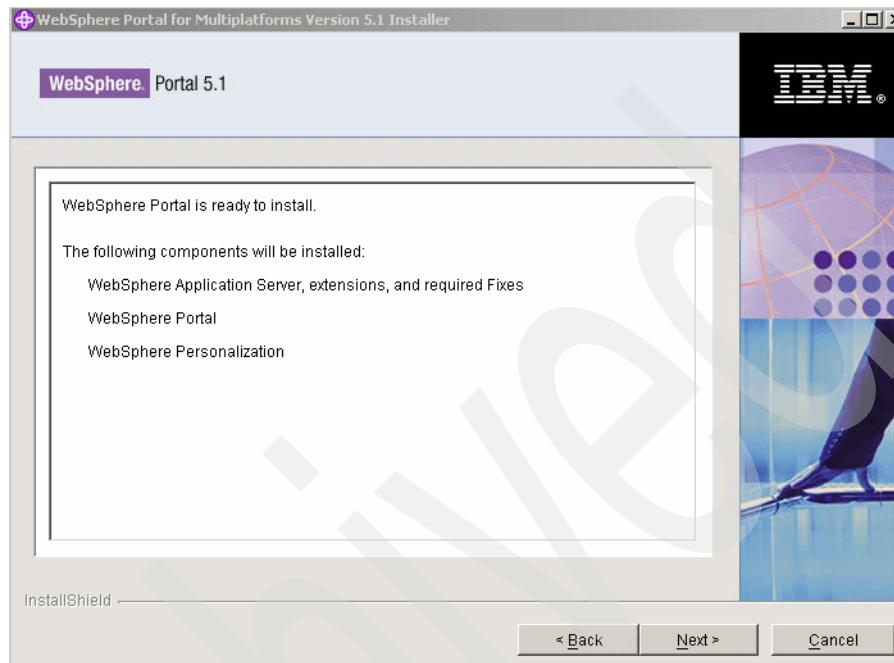 WebSphere Portal for Multiplatforms Version 5.1 Installer
WebSphere. Portal 5.1
IBM®
WebSphere Portal is ready to install.
The following components will be installed:
WebSphere Application Server, extensions, and required Fixes
WebSphere Portal
WebSphere Personalization
InstallShield
< Back Next > Cancel